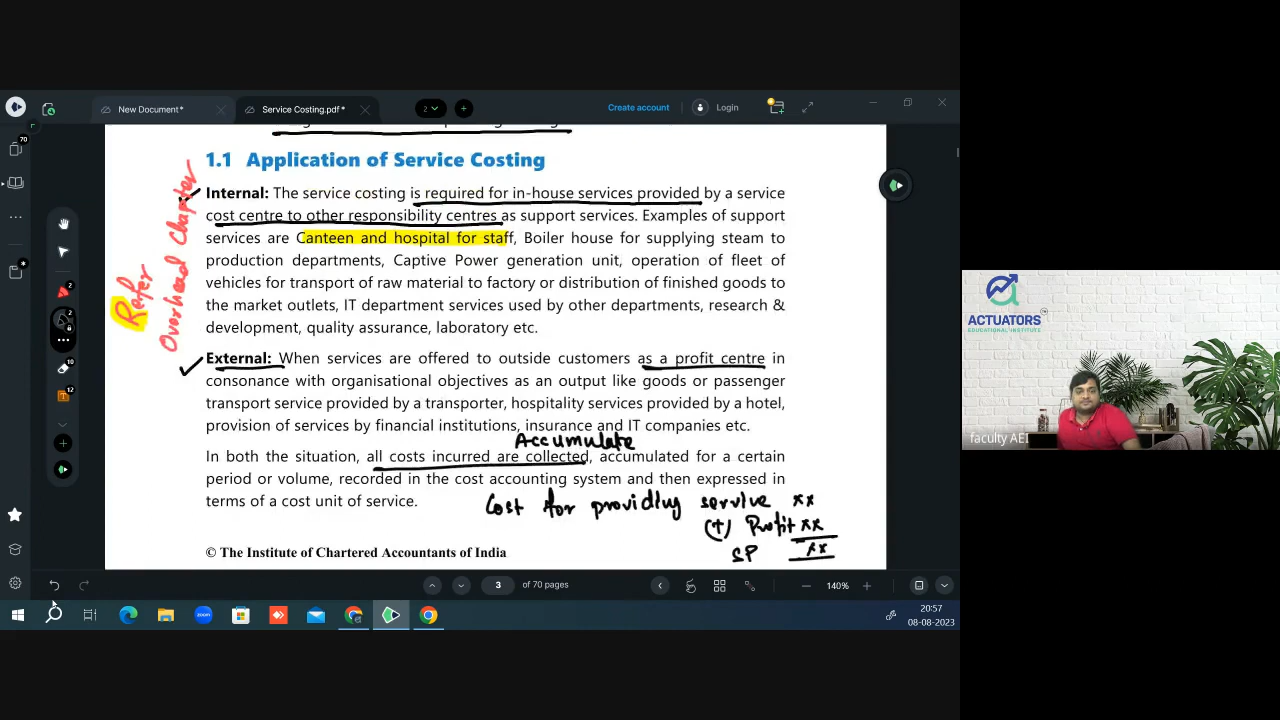 New Document*
Service Costing.pdf*
2
Create account
Login
70
1.1 Application of Service Costing
Internal: The service costing is required for in-house services provided by a service
cost centre to other responsibility centres as support services. Examples of support
services are Canteen and hospital for staff, Boiler house for supplying steam to
production departments, Captive Power generation unit, operation of fleet of
vehicles for transport of raw material to factory or distribution of finished goods to
the market outlets, IT department services used by other departments, research &
development, quality assurance, laboratory etc.
Refer
Overhead Chapter
External: When services are offered to outside customers as a profit centre in
consonance with organisational objectives as an output like goods or passenger
transport service provided by a transporter, hospitality services provided by a hotel,
provision of services by financial institutions, insurance and IT companies etc.
Accumulate
In both the situation, all costs incurred are collected, accumulated for a certain
period or volume, recorded in the cost accounting system and then expressed in
terms of a cost unit of service.
Cost for providing service xx
(+) Profit xx
SP xx
© The Institute of Chartered Accountants of India
2
2
10
12
3
of 70 pages
140%
zoom
20:57
08-08-2023
ACTUATORS
EDUCATIONAL INSTITUTE
faculty AEI